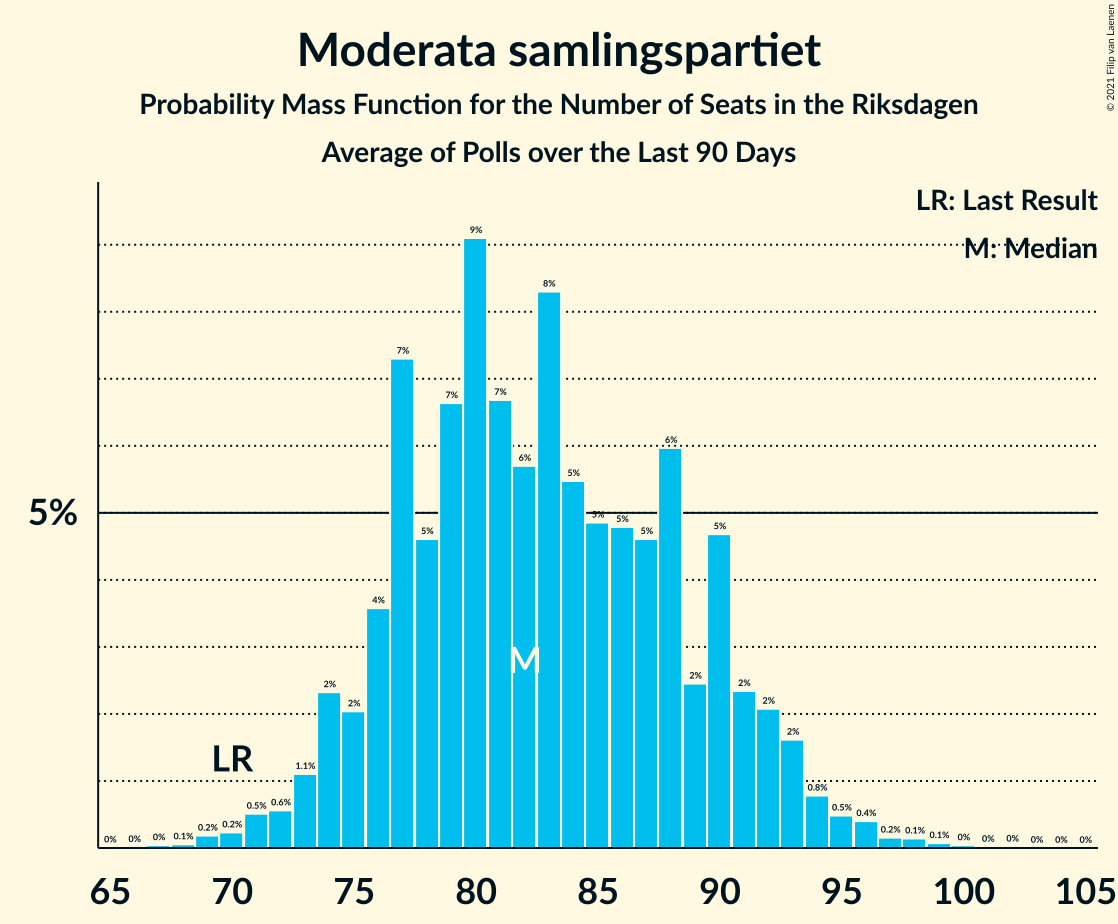 © 2021 Filip van Laenen
Moderata samlingspartiet
Probability Mass Function for the Number of Seats in the Riksdagen
Average of Polls over the Last 90 Days
LR: Last Result
M: Median
5%
LR
M
0% 0% 0% 0.1% 0.2% 0.2% 0.5% 0.6% 1.1% 2% 2% 4% 7% 5% 7% 9% 7% 6% 8% 5% 5% 5% 5% 6% 2% 5% 2% 2% 2% 0.8% 0.5% 0.4% 0.2% 0.1% 0.1% 0% 0% 0% 0% 0% 0%
65 70 75 80 85 90 95 100 105